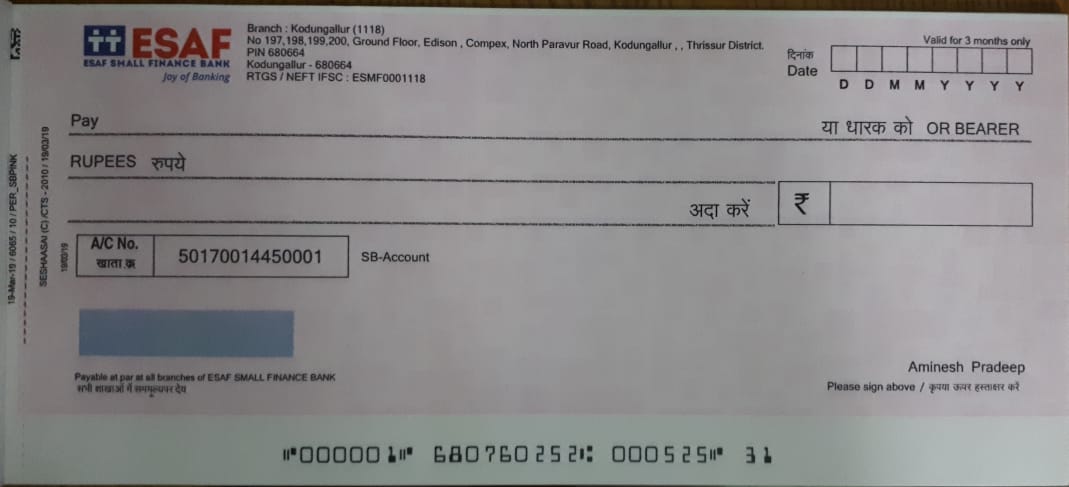 ESAF
ESAF SMALL FINANCE BANK
Joy of Banking
Branch : Kodungallur (1118)
No 197,198,199,200, Ground Floor, Edison , Compex, North Paravur Road, Kodungallur , , Thrissur District.
PIN 680664
Kodungallur - 680664
RTGS / NEFT IFSC : ESMF0001118
Valid for 3 months only
दिनांक
Date
D D M M Y Y Y Y
Pay
या धारक को OR BEARER
RUPEES रुपये
अदा करें ₹
A/C No.
खाता क्र
50170014450001
SB-Account
Payable at par at all branches of ESAF SMALL FINANCE BANK
सभी शाखाओं में सममूल्यपर देय
Aminesh Pradeep
Please sign above / कृपया ऊपर हस्ताक्षर करें
⑈000001⑈ 680760252⑆ 000525⑈ 31
19-Mar-19 / 6065 / 10 / PER_SBPINK
SESHAASAI (C) /CTS - 2010 / 19/03/19
19/03/19